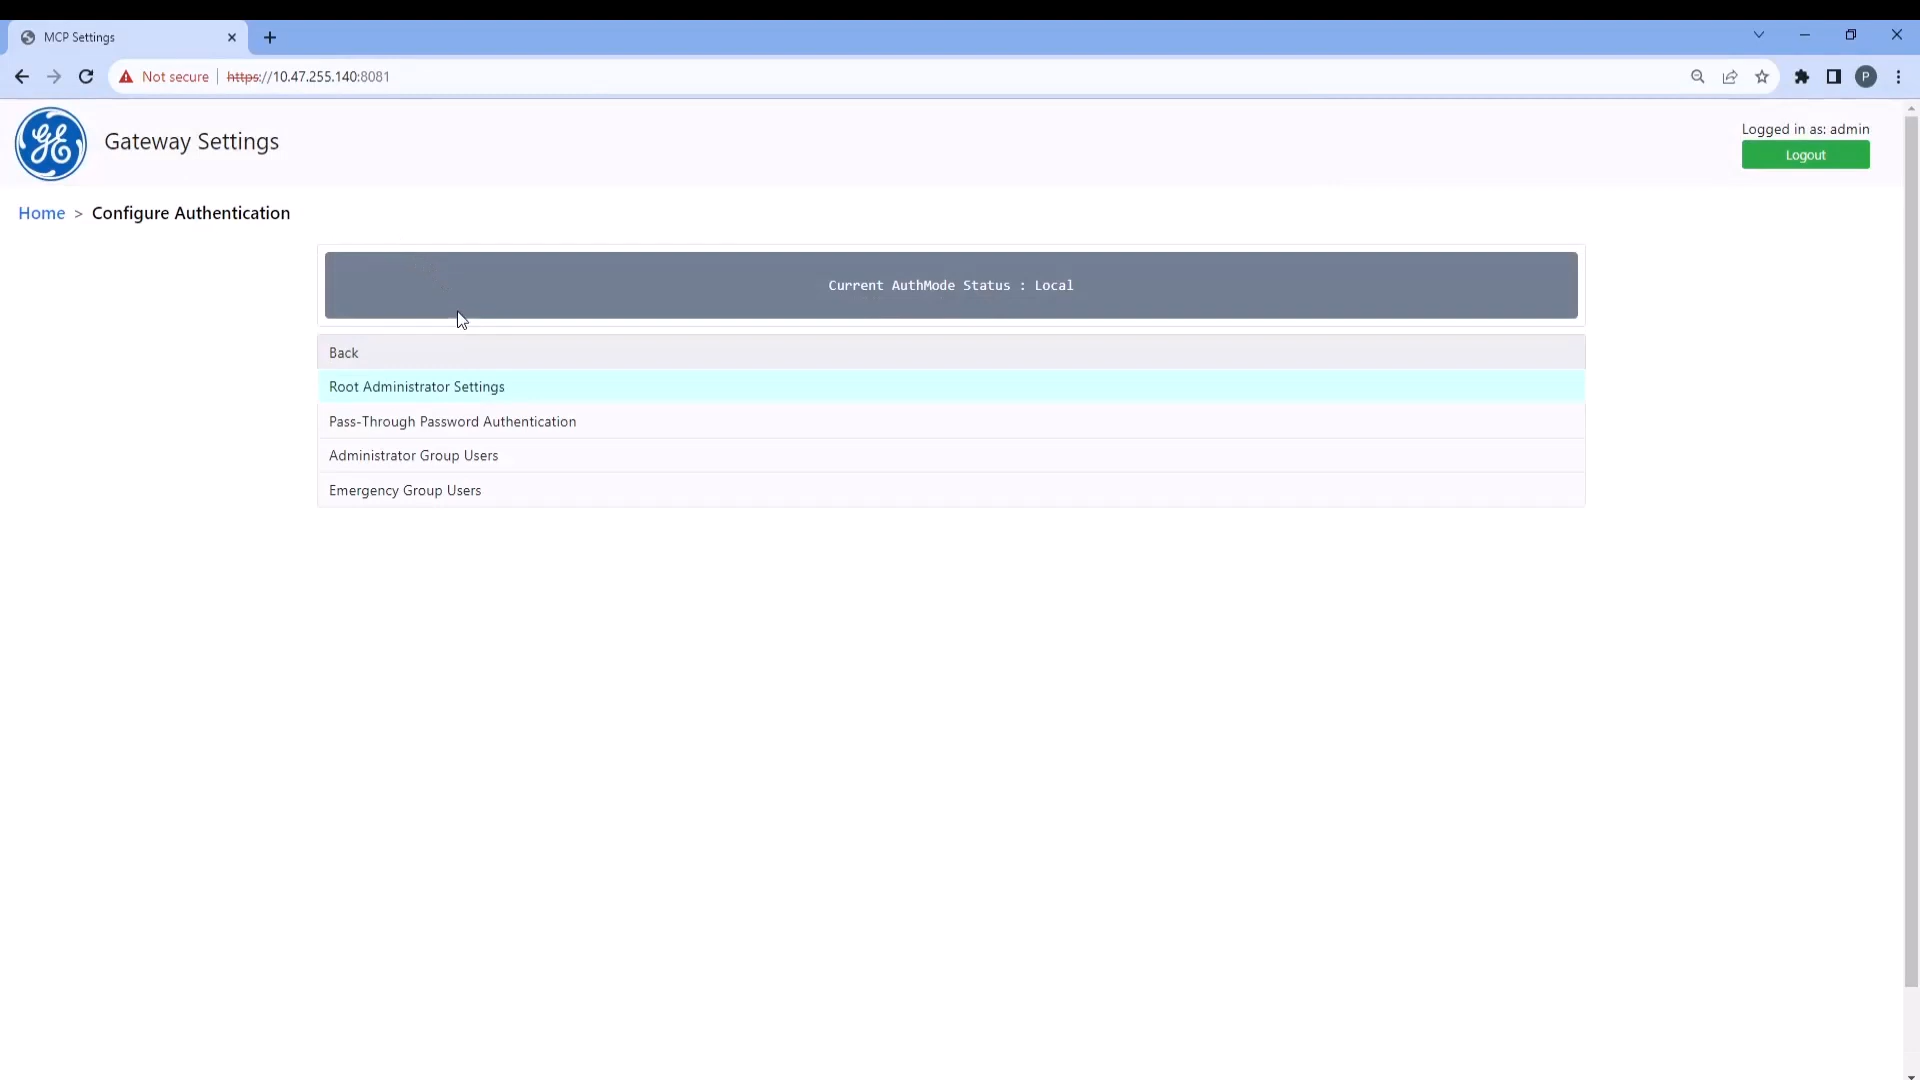 MCP Settings
Not secure | https://10.47.255.140:8081
P
GE
Gateway Settings
Logged in as: admin
Logout
Home > Configure Authentication
Current AuthMode Status : Local
Back
Root Administrator Settings
Pass-Through Password Authentication
Administrator Group Users
Emergency Group Users